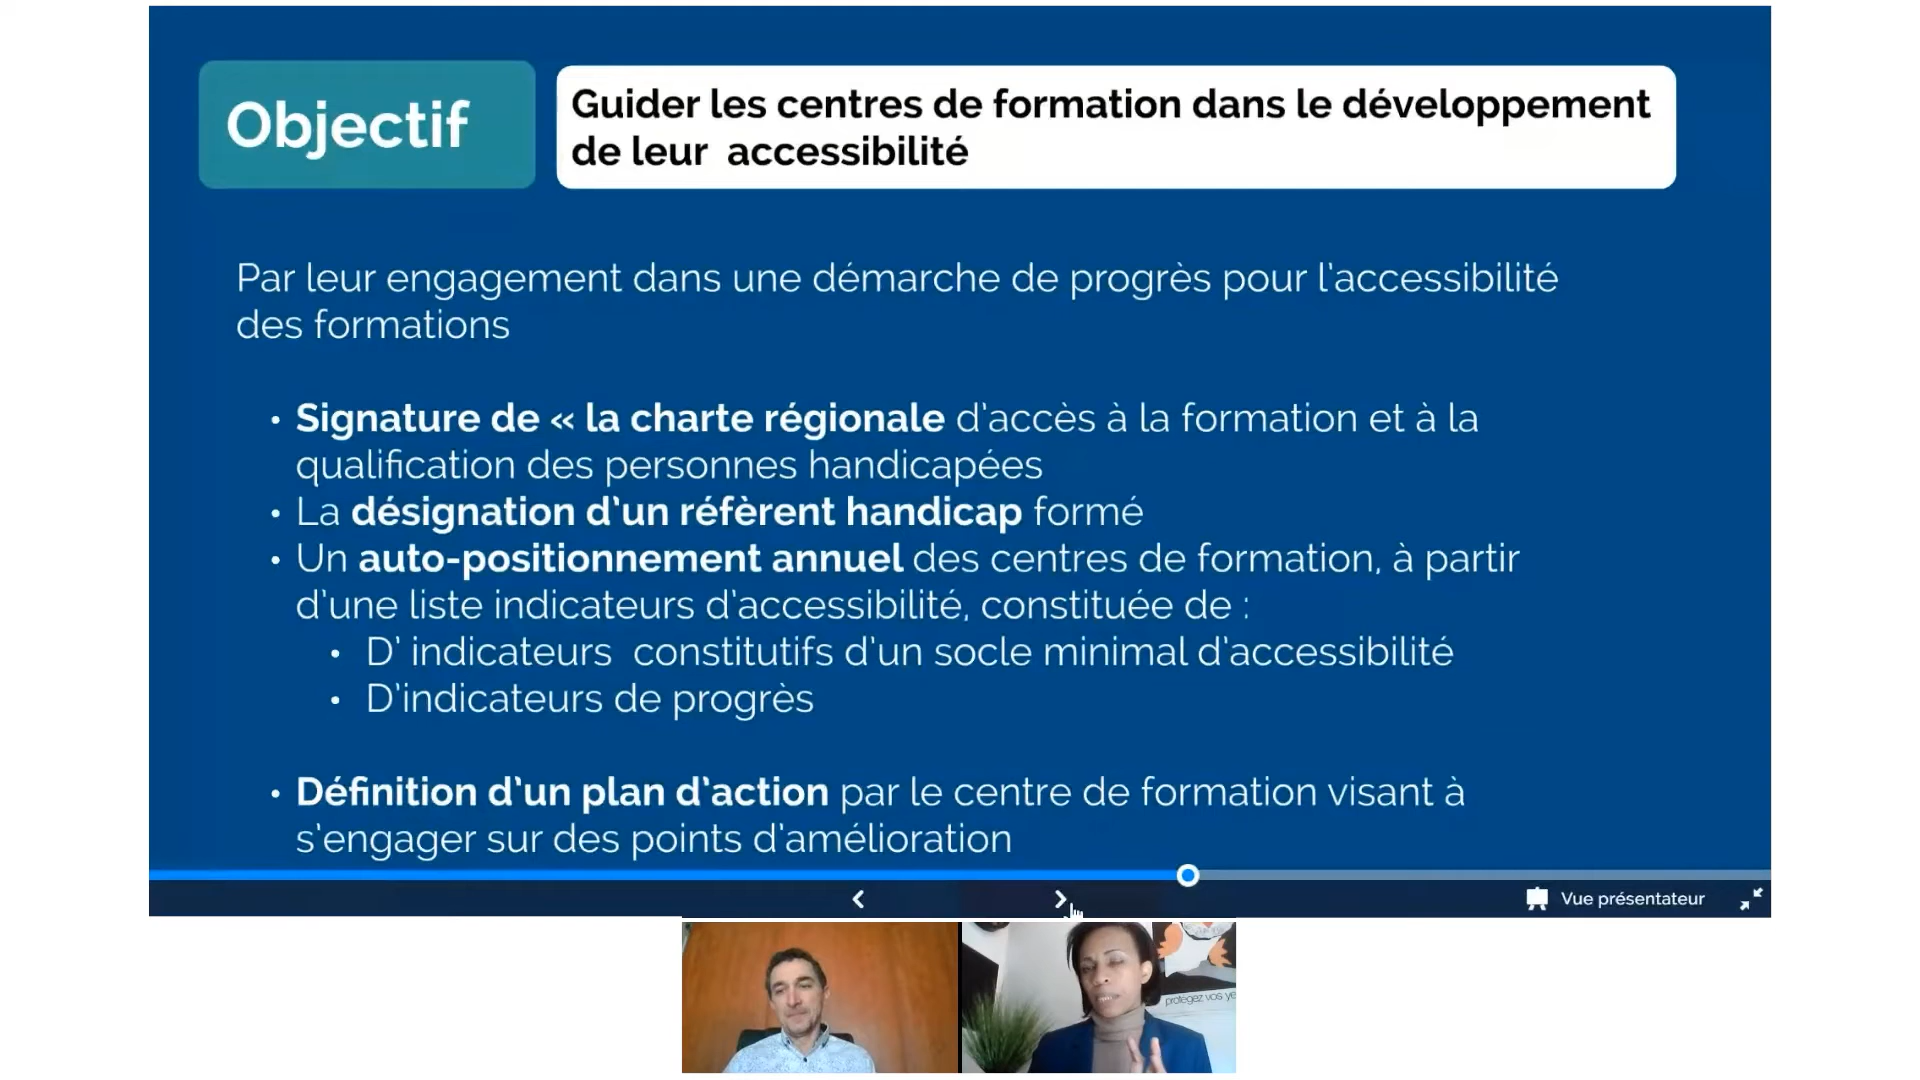 Objectif
Guider les centres de formation dans le développement
de leur accessibilité
Par leur engagement dans une démarche de progrès pour l'accessibilité
des formations
• Signature de « la charte régionale d'accès à la formation et à la
qualification des personnes handicapées
• La désignation d'un réfèrent handicap formé
• Un auto-positionnement annuel des centres de formation, à partir
d'une liste indicateurs d'accessibilité, constituée de :
• D' indicateurs constitutifs d'un socle minimal d'accessibilité
• D'indicateurs de progrès
• Définition d'un plan d'action par le centre de formation visant à
s'engager sur des points d'amélioration
Vue présentateur
protégez vos ye